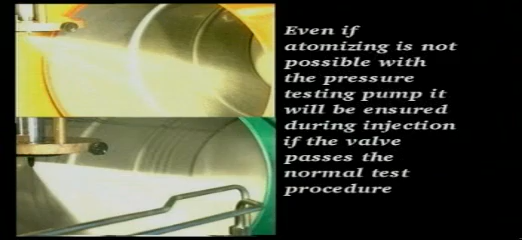 Even if
atomizing is not
possible with
the pressure
testing pump it
will be ensured
during injection
if the valve
passes the
normal test
procedure